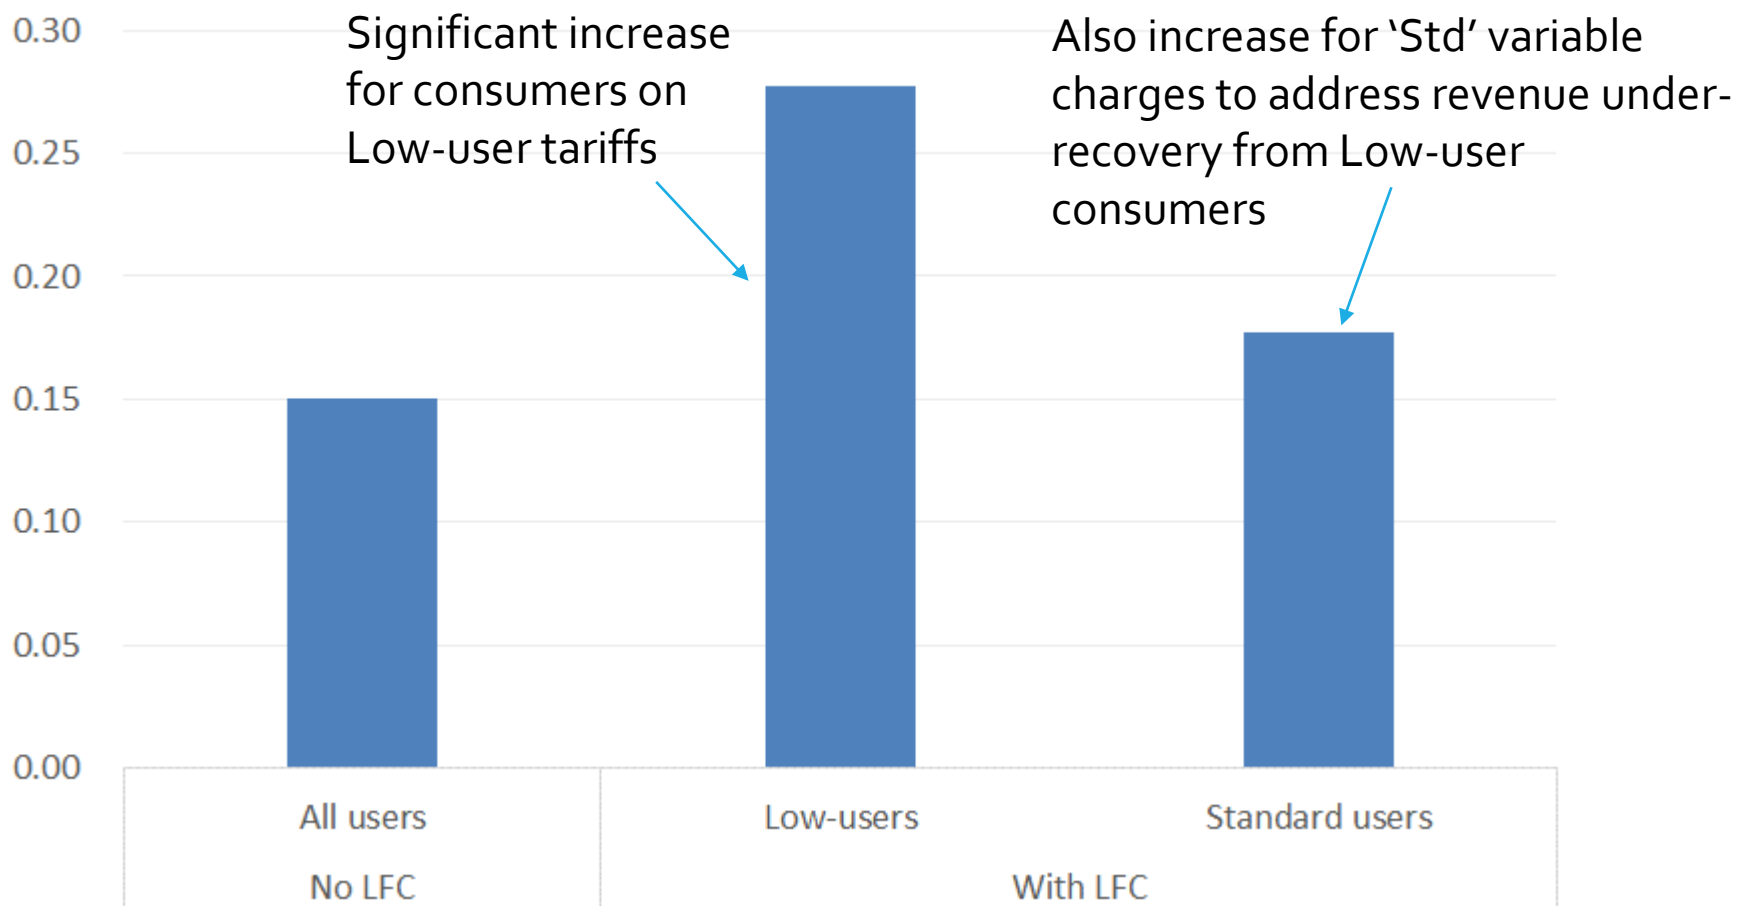 0.30
0.25
0.20
0.15
0.10
0.05
0.00
Significant increase
for consumers on
Low-user tariffs
Also increase for ‘Std’ variable
charges to address revenue under-
recovery from Low-user
consumers
All users
Low-users
Standard users
No LFC
With LFC